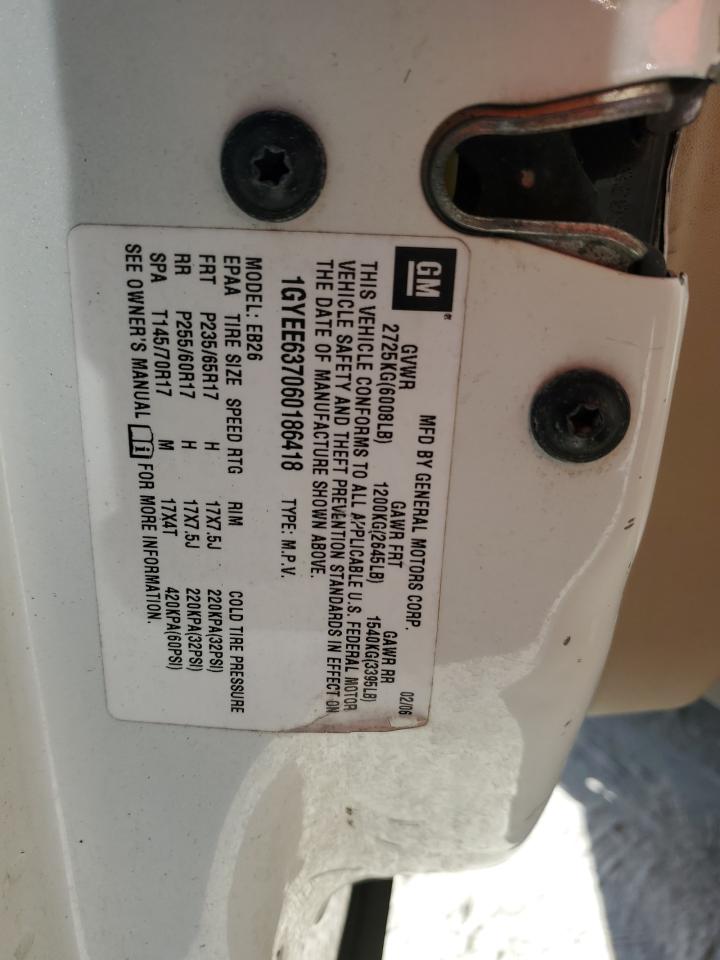 GM
MFD BY GENERAL MOTORS CORP. 02/06
GVWR GAWR FRT GAWR RR
2725KG(6008LB) 1200KG(2645LB) 1540KG(3395LB)
THIS VEHICLE CONFORMS TO ALL APPLICABLE U.S. FEDERAL MOTOR
VEHICLE SAFETY AND THEFT PREVENTION STANDARDS IN EFFECT ON
THE DATE OF MANUFACTURE SHOWN ABOVE.
1GYEE637060186418 TYPE: M.P.V.
MODEL: EB26
EPAA TIRE SIZE SPEED RTG RIM COLD TIRE PRESSURE
FRT P235/65R17 H 17X7.5J 220KPA(32PSI)
RR P255/60R17 H 17X7.5J 220KPA(32PSI)
SPA T145/70R17 M 17X4T 420KPA(60PSI)
SEE OWNER'S MANUAL i FOR MORE INFORMATION.